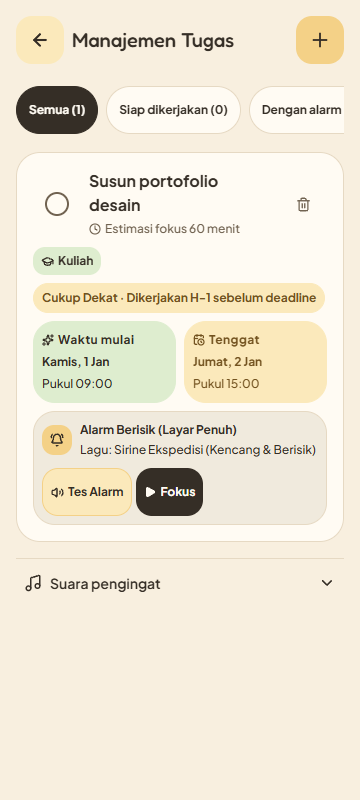 Manajemen Tugas
Semua (1)
Siap dikerjakan (0)
Dengan alarm
Susun portofolio
desain
Estimasi fokus 60 menit
Kuliah
Cukup Dekat · Dikerjakan H-1 sebelum deadline
Waktu mulai
Kamis, 1 Jan
Pukul 09:00
Tenggat
Jumat, 2 Jan
Pukul 15:00
Alarm Berisik (Layar Penuh)
Lagu: Sirine Ekspedisi (Kencang & Berisik)
Tes Alarm
Fokus
Suara pengingat